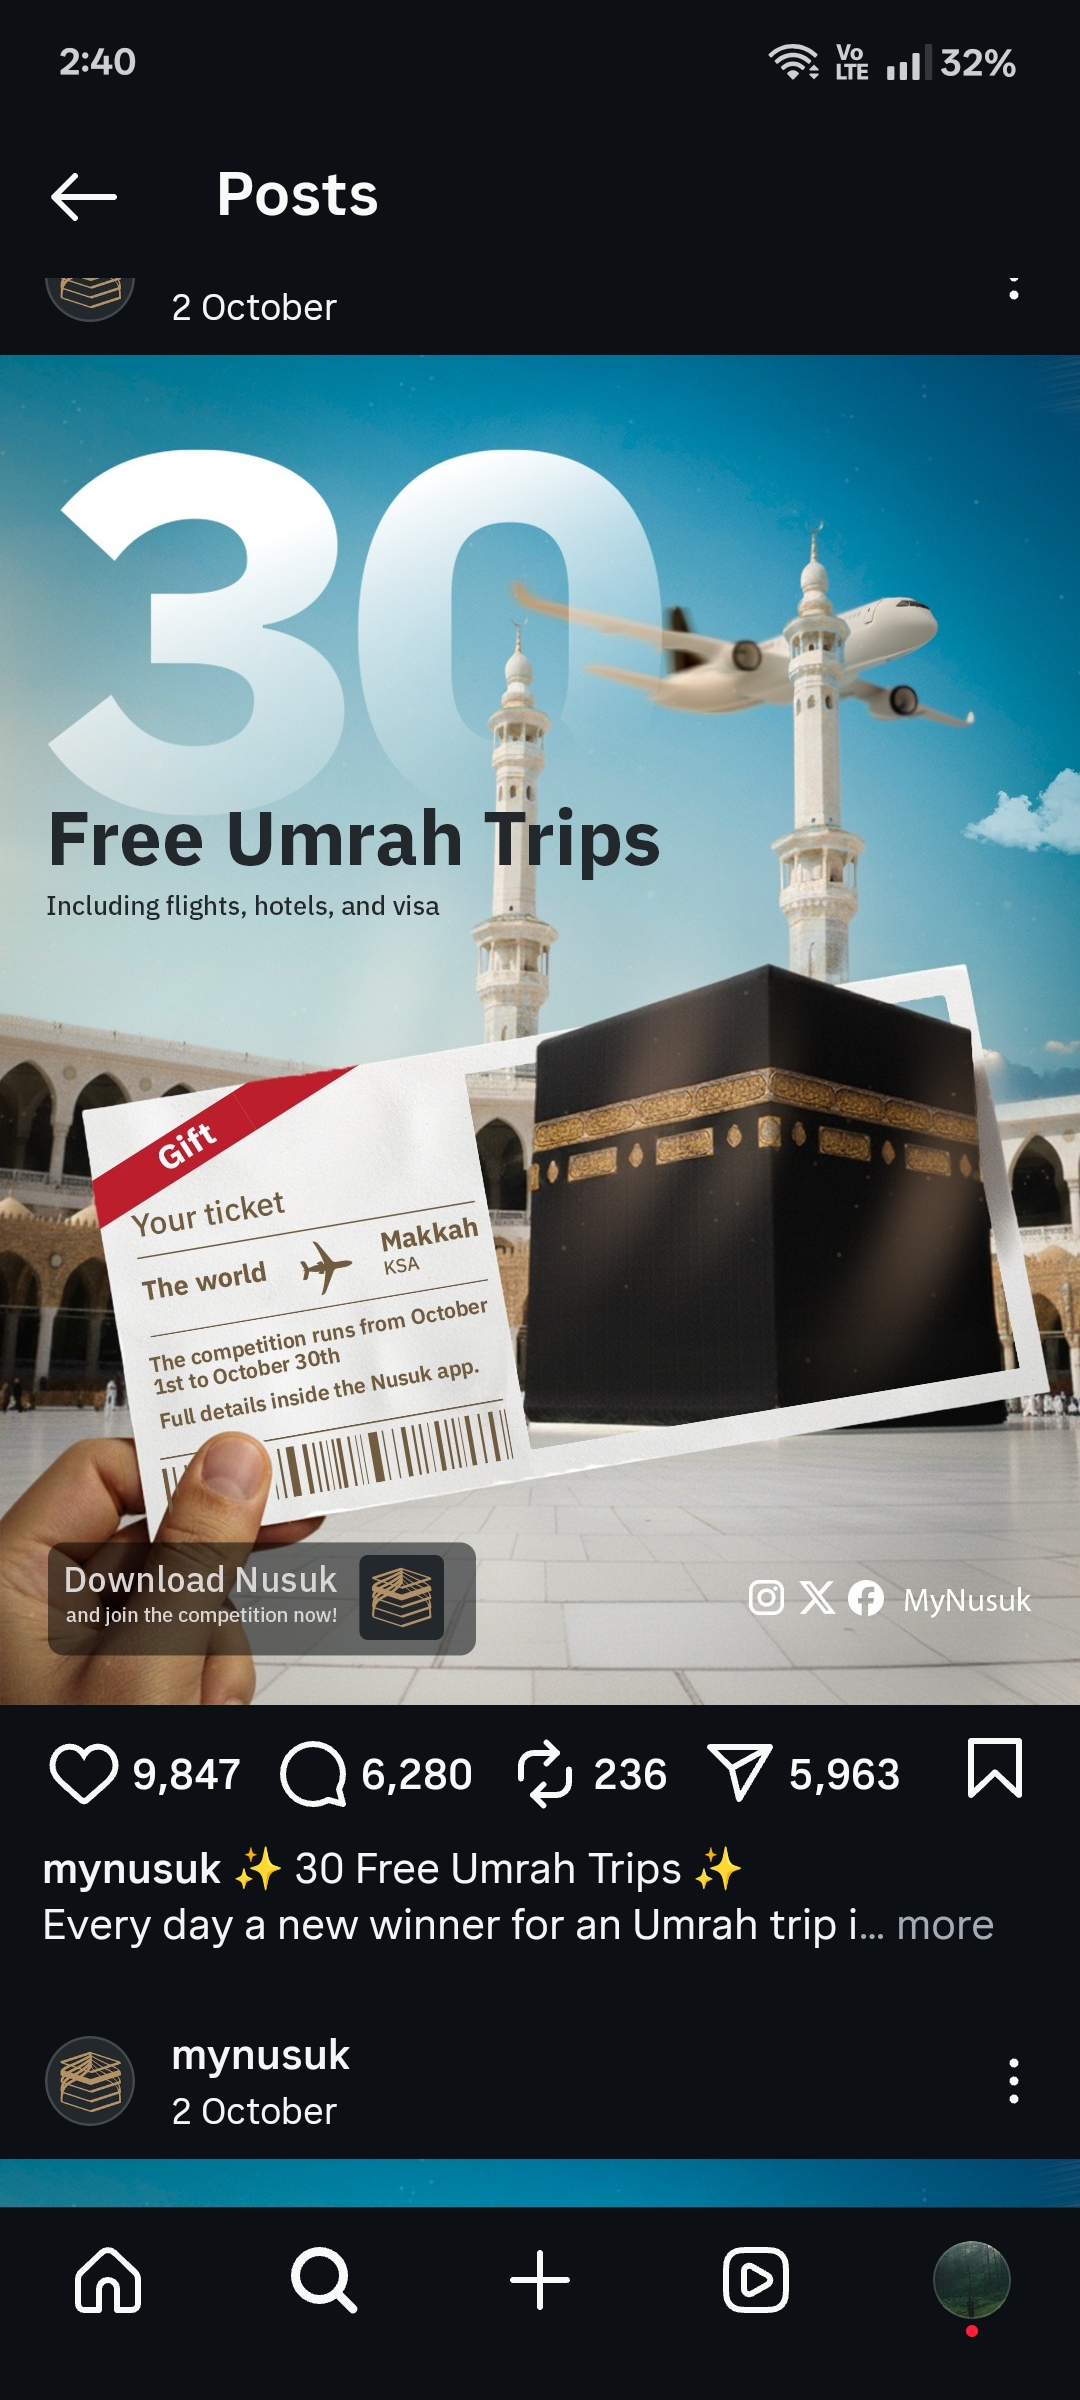 2:40
Vo
LTE
32%
Posts
2 October
30
Free Umrah Trips
Including flights, hotels, and visa
Gift
Your ticket
The world
Makkah
KSA
The competition runs from October
1st to October 30th
Full details inside the Nusuk app.
Download Nusuk
and join the competition now!
MyNusuk
9,847
6,280
236
5,963
mynusuk ✨ 30 Free Umrah Trips ✨
Every day a new winner for an Umrah trip i... more
mynusuk
2 October